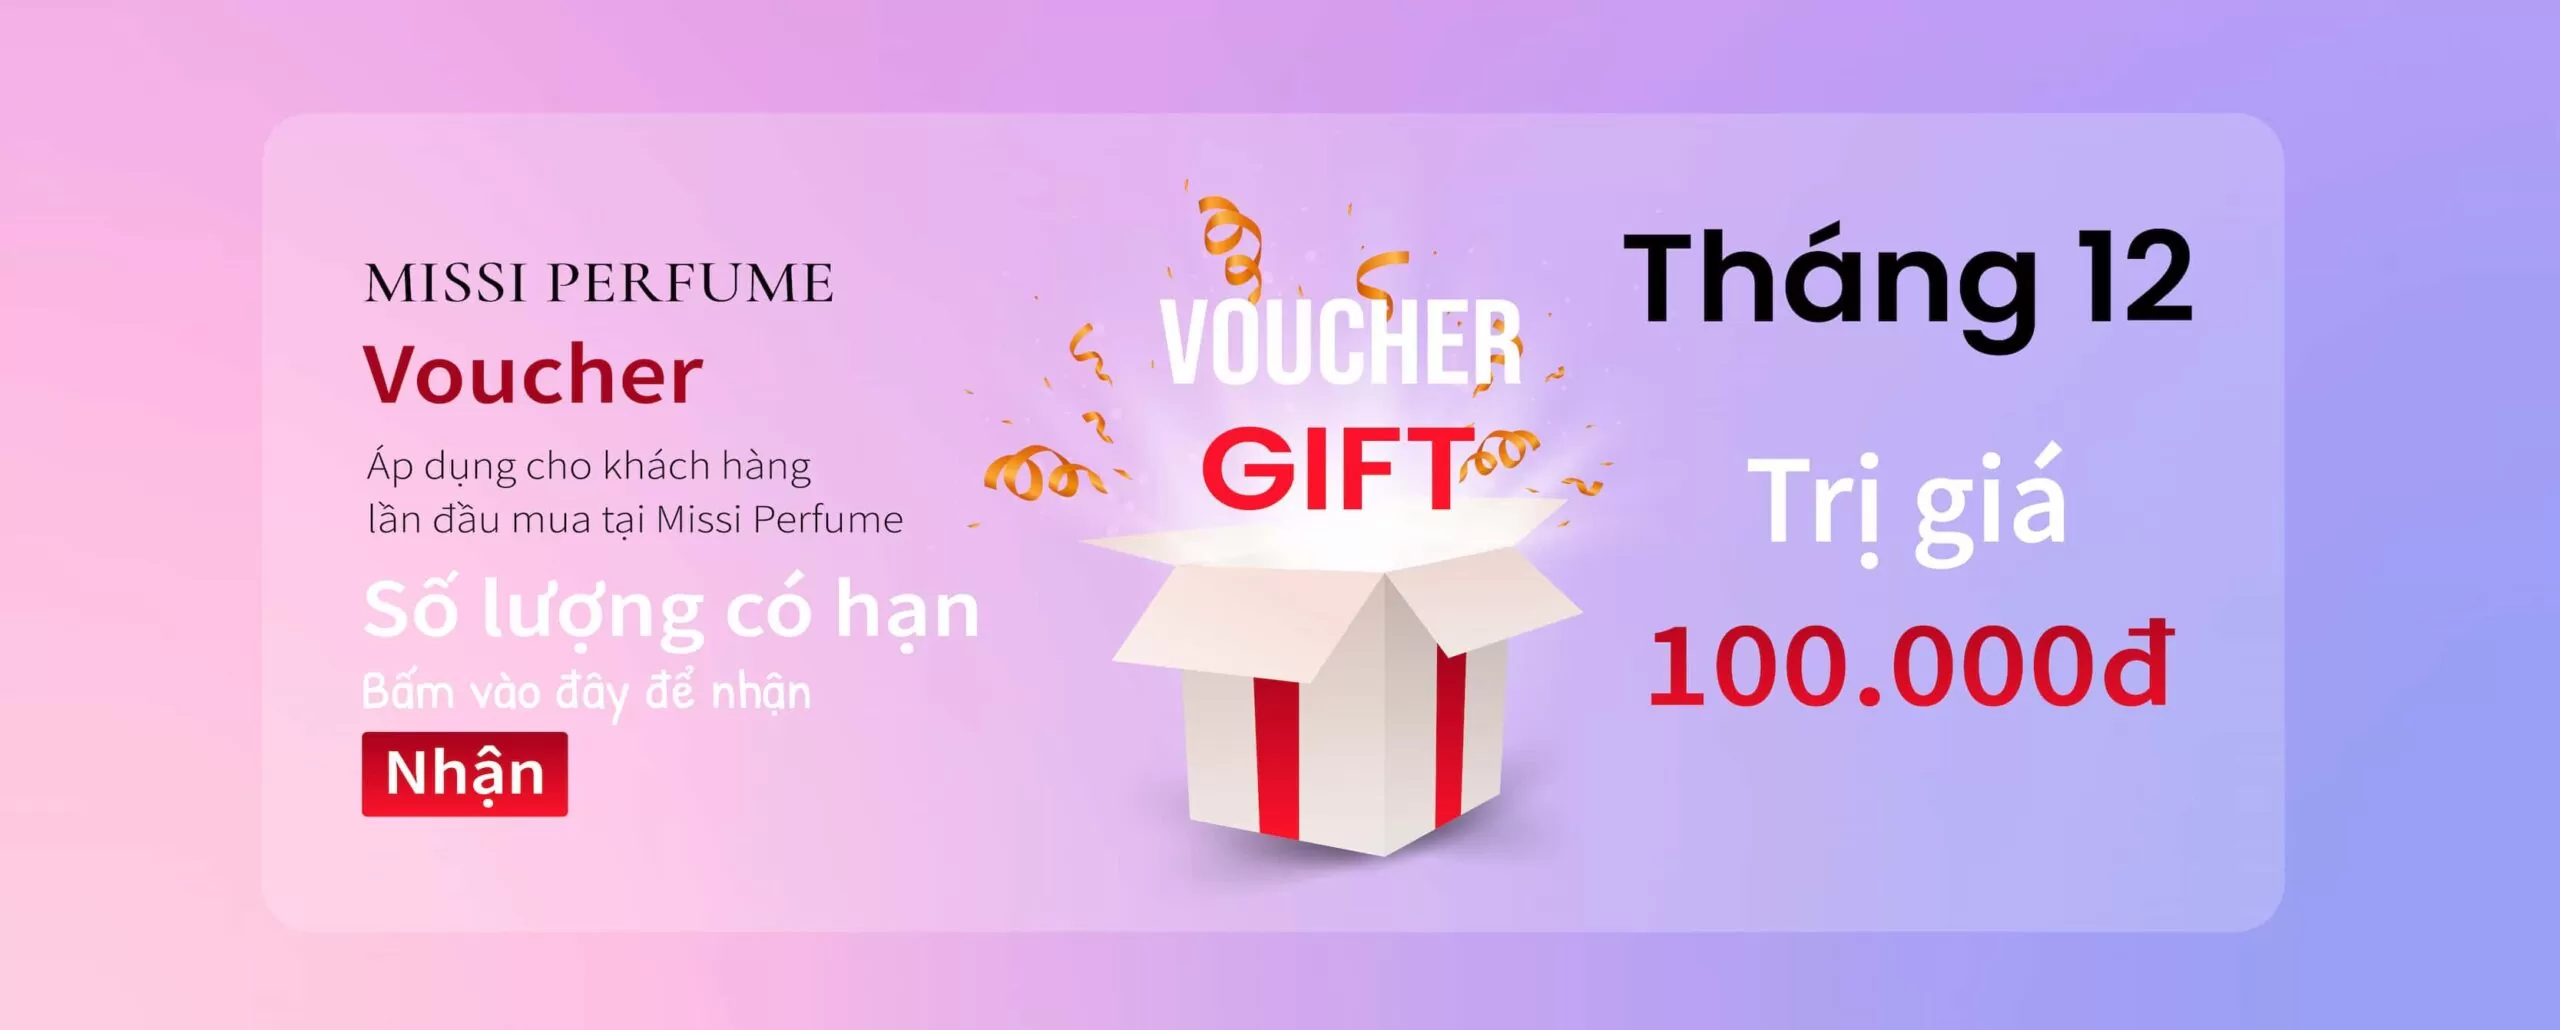 MISSI PERFUME
Voucher
Áp dụng cho khách hàng
lần đầu mua tại Missi Perfume
Số lượng có hạn
Bấm vào đây để nhận
Nhận
VOUCHER
GIFT
Tháng 12
Trị giá
100.000đ